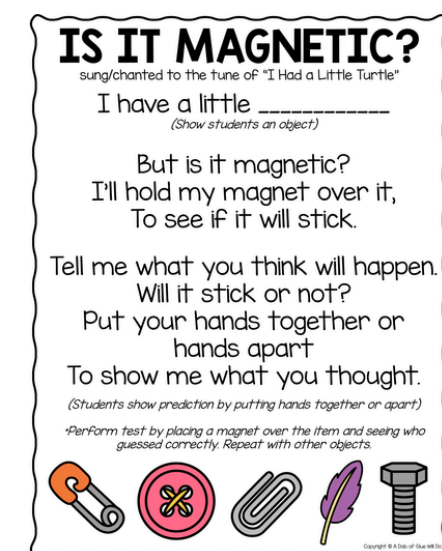 IS IT MAGNETIC?
sung/chanted to the tune of "I Had a Little Turtle"
I have a little ____________
(Show students an object)
But is it magnetic?
I'll hold my magnet over it,
To see if it will stick.
Tell me what you think will happen.
Will it stick or not?
Put your hands together or
hands apart
To show me what you thought.
(Students show prediction by putting hands together or apart)
*Perform test by placing a magnet over the item and seeing who
guessed correctly. Repeat with other objects.
Copyright © A Dab of Glue Will Do